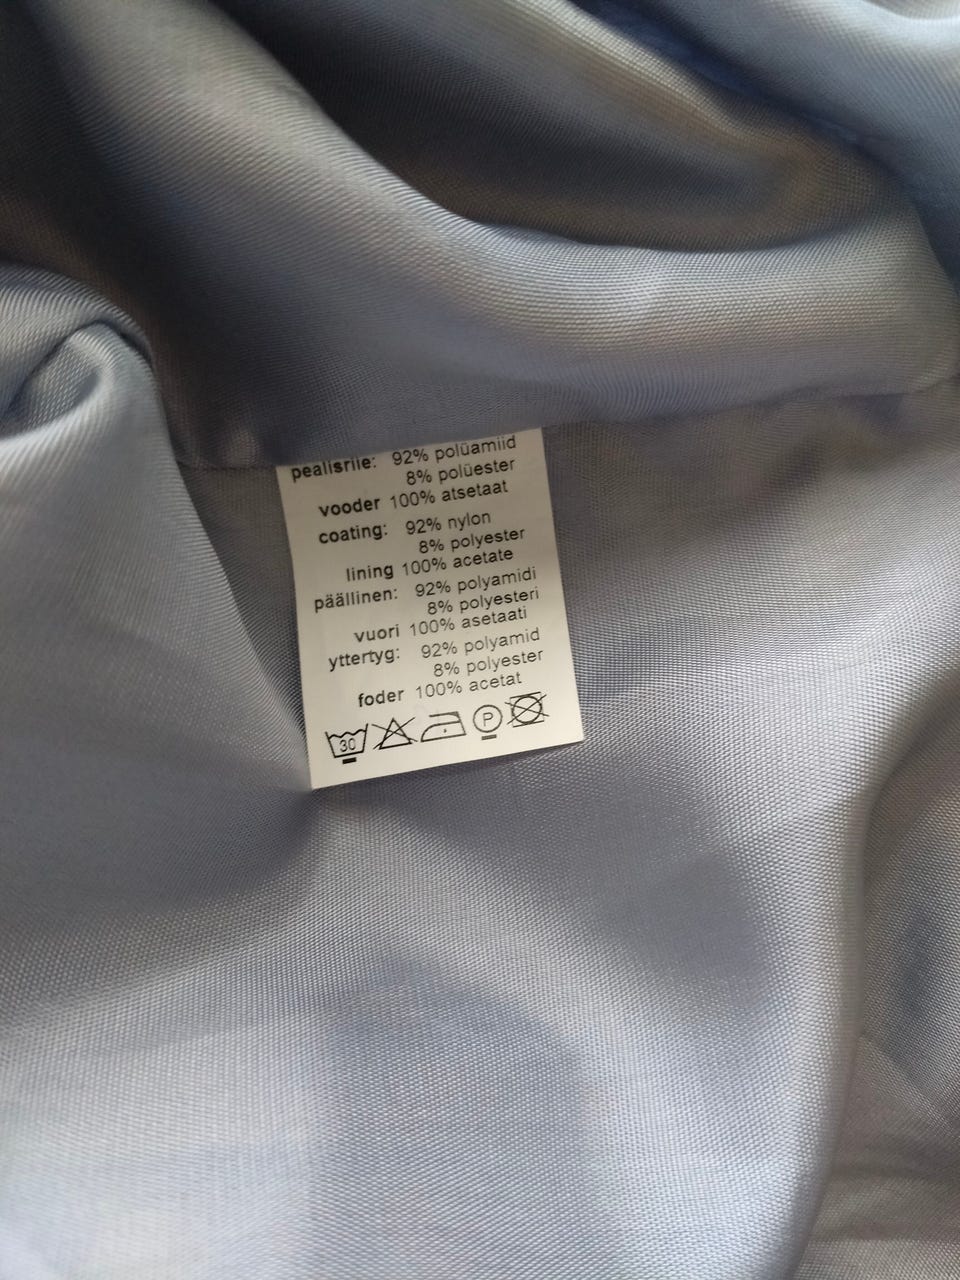 pealisriie: 92% polüamiid
8% polüester
vooder 100% atsetaat
coating: 92% nylon
8% polyester
lining 100% acetate
päällinen: 92% polyamidi
8% polyesteri
vuori 100% asetaati
yttertyg: 92% polyamid
8% polyester
foder 100% acetat
30 P